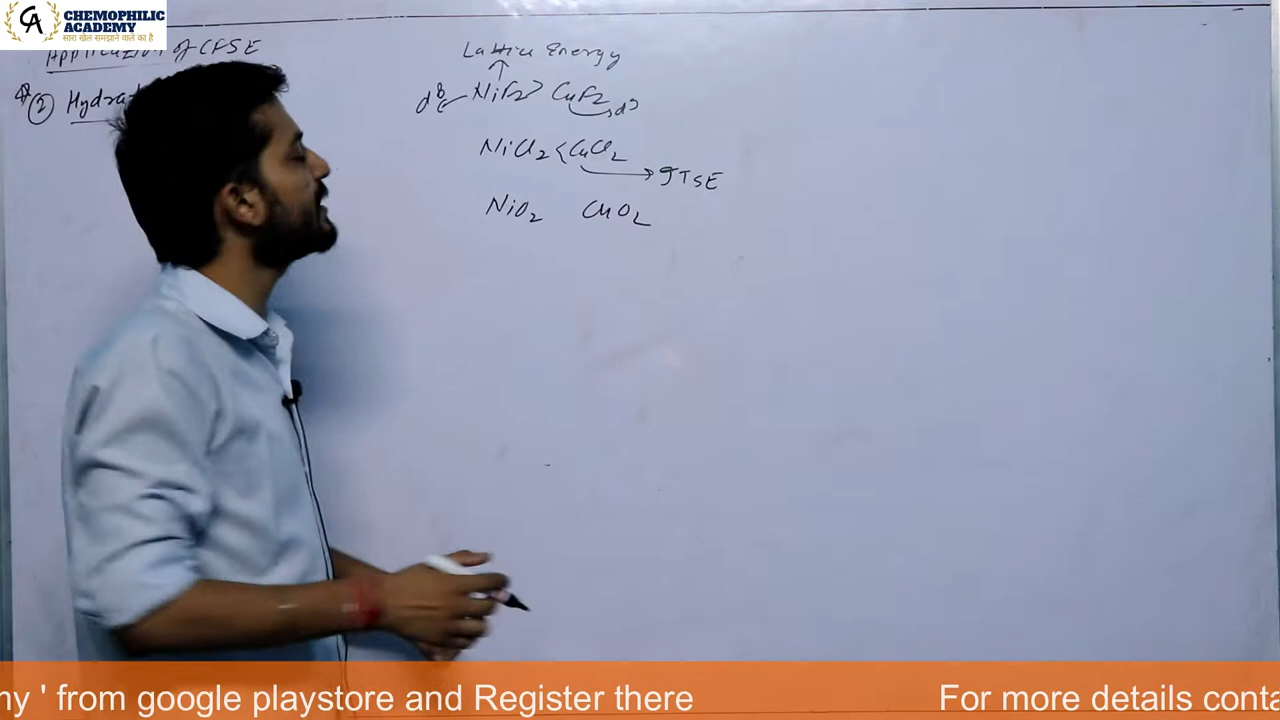 CHEMOPHILIC
ACADEMY
सारा खेल समझाने वाले का है
Application of CFSE
② Hydra
Lattice Energy
d⁸ NiF₂ > CuF₂ d⁹
NiCl₂ < CuCl₂
JTSE
NiO₂ CuO₂
ny ' from google playstore and Register there
For more details conta